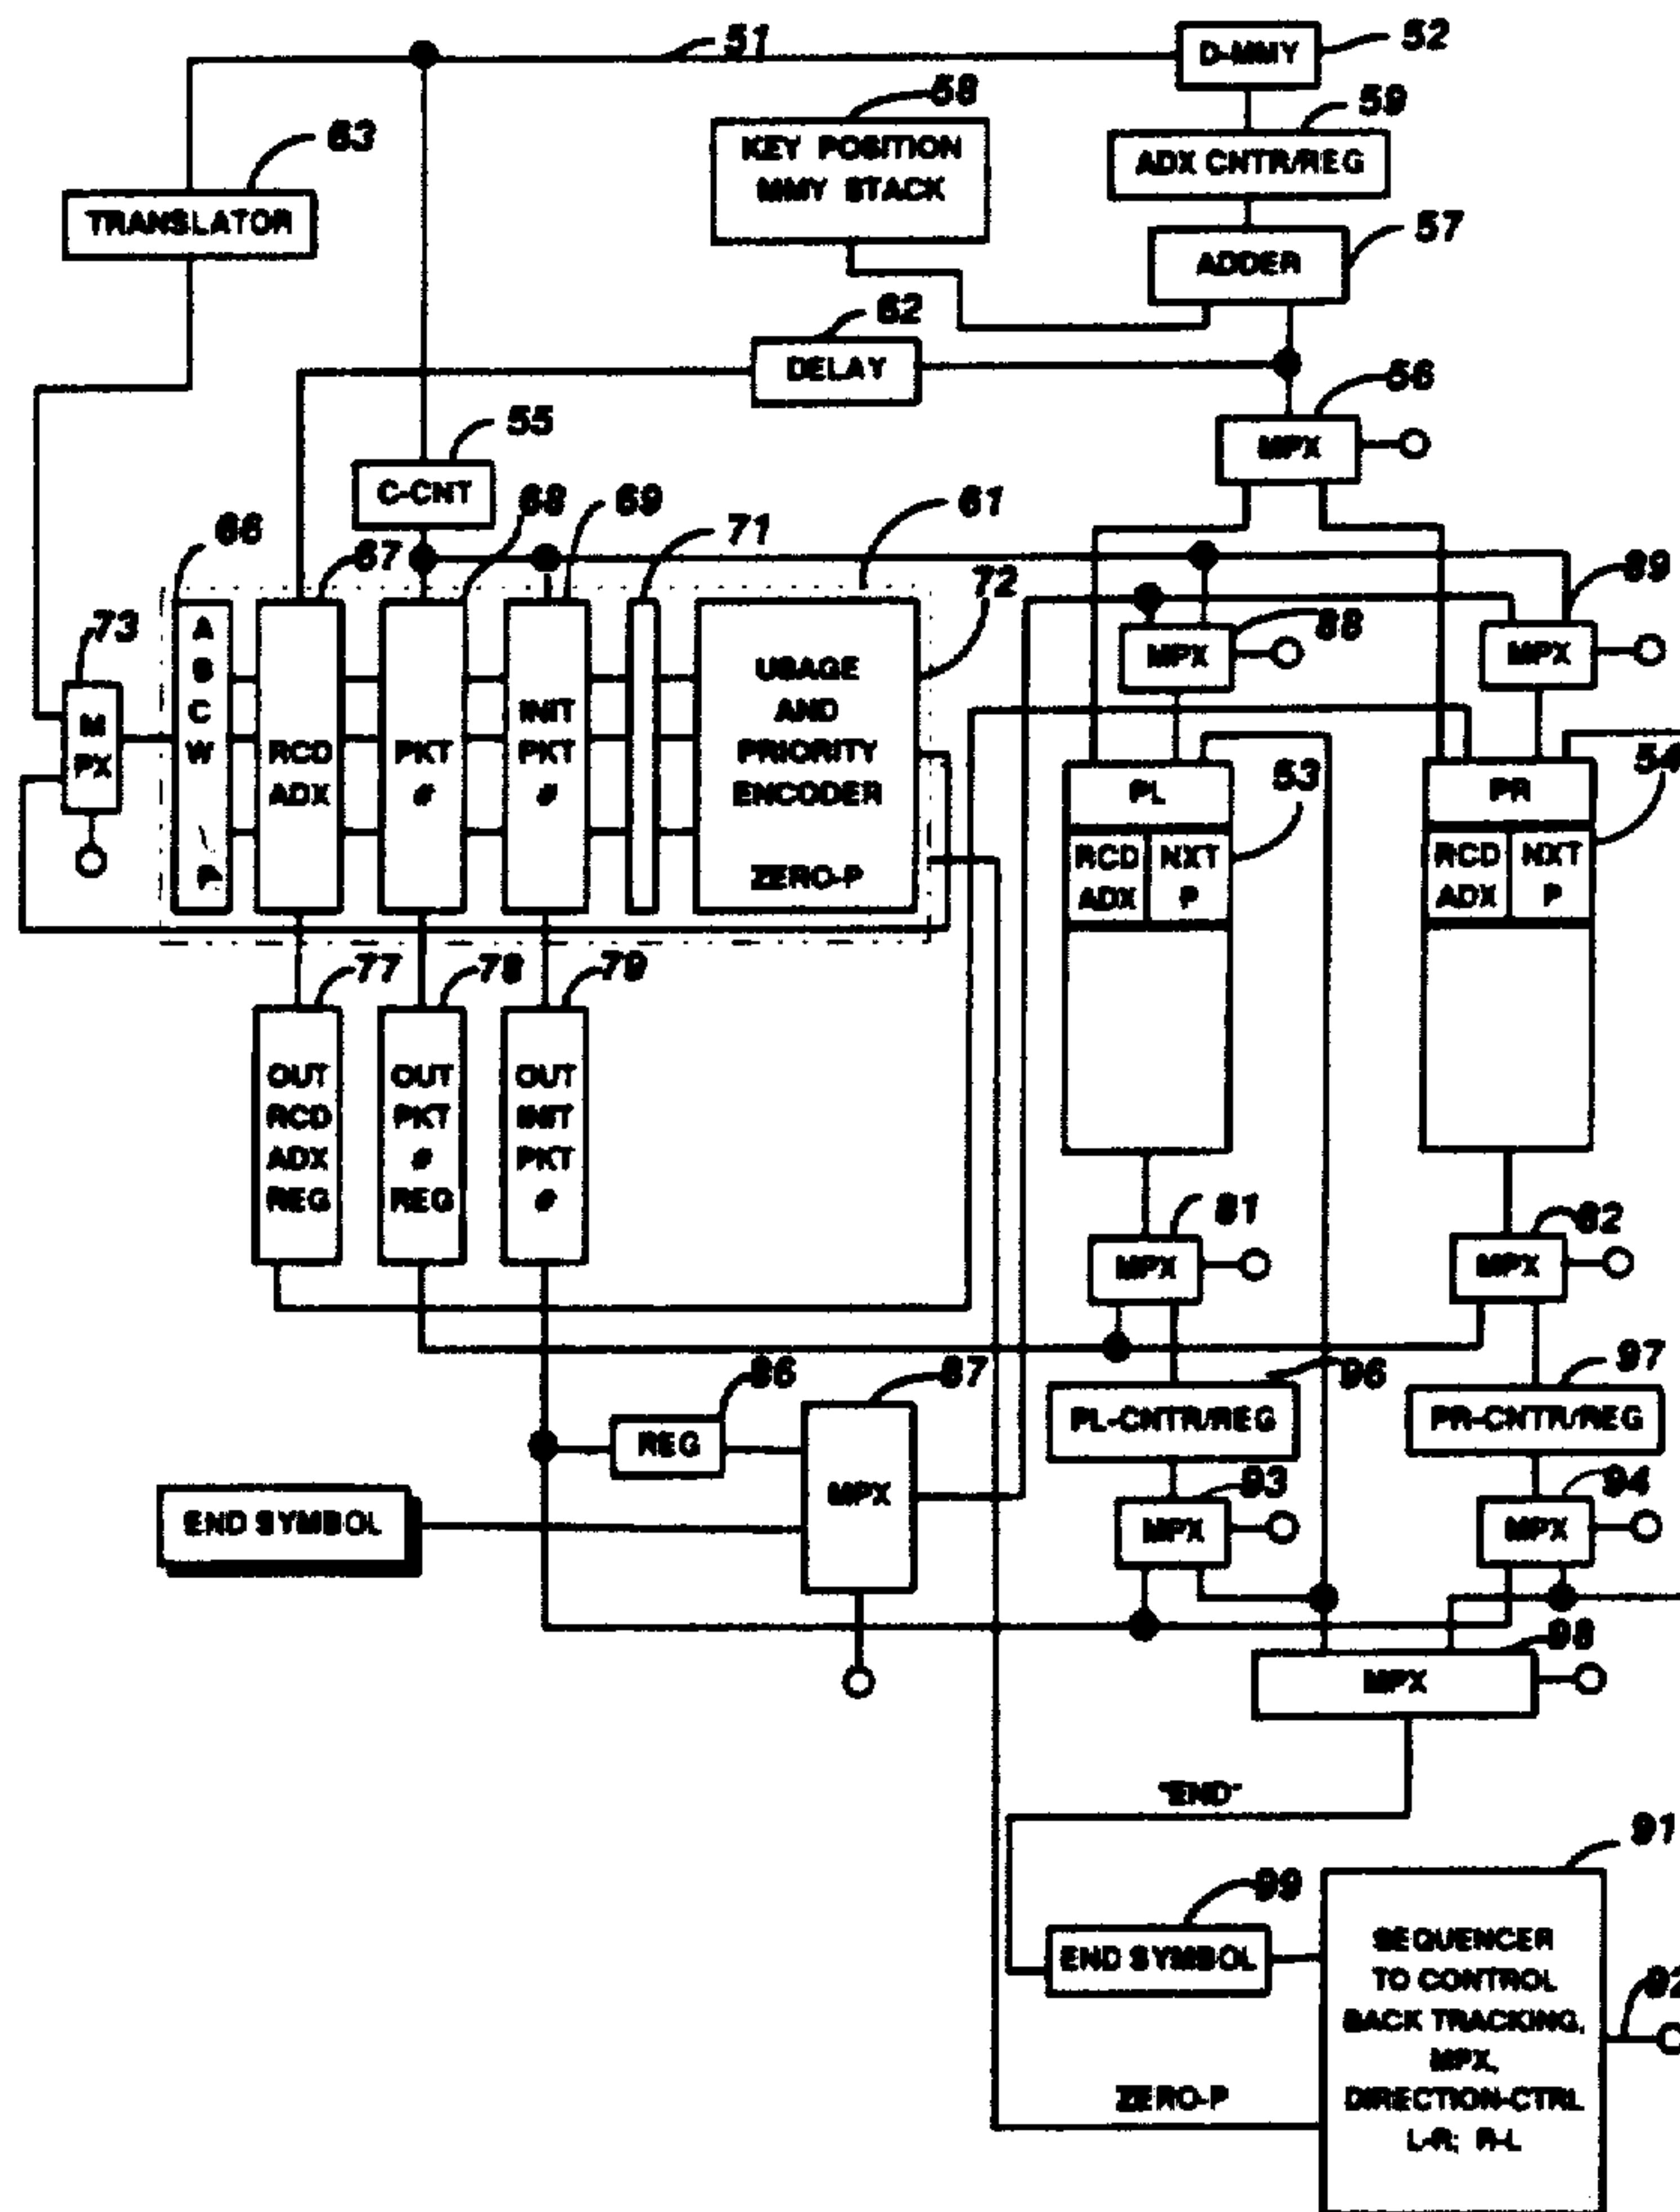 51
D-MMY
52
58
59
63
KEY POSITION
MMY STACK
ADX CNTR/REG
TRANSLATOR
57
ADDER
62
DELAY
56
MPX
55
C-CNT
68
69
61
66
67
71
72
89
73
88
A
B
C
W
P
RCD
ADX
PKT
#
INIT
PKT
#
USAGE
AND
PRIORITY
ENCODER
ZERO-P
M
PX
MPX
MPX
53
54
PL
PR
RCD
ADX
NXT
P
RCD
ADX
NXT
P
77
78
79
OUT
RCD
ADX
REG
OUT
PKT
#
REG
OUT
INIT
PKT
#
81
82
MPX
MPX
86
87
96
97
REG
PL-CNTR/REG
PR-CNTR/REG
MPX
93
94
END SYMBOL
MPX
MPX
98
MPX
"END"
91
99
END SYMBOL
SEQUENCER
TO CONTROL
BACK TRACKING,
MPX,
DIRECTION-CTRL
L-R; R-L
92
ZERO-P